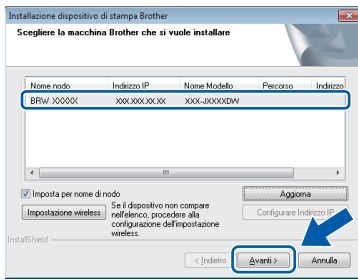 Installazione dispositivo di stampa Brother
Scegliere la macchina Brother che si vuole installare
Nome nodo Indirizzo IP Nome Modello Percorso Indirizzo
BRW XXXXX XXX.XXX.XX.XX XXX-JXXXXDW
Imposta per nome di nodo
Aggiorna
Impostazione wireless
Se il dispositivo non compare
nell'elenco, procedere alla
configurazione dell'impostazione
wireless.
Configurare Indirizzo IP
InstallShield
< Indietro Avanti > Annulla